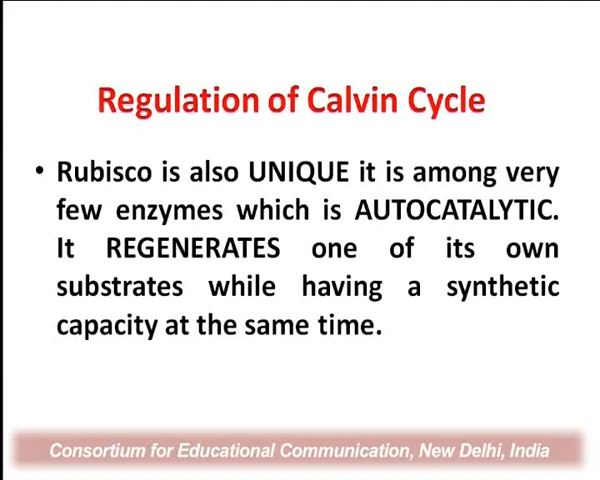 Regulation of Calvin Cycle
• Rubisco is also UNIQUE it is among very
few enzymes which is AUTOCATALYTIC.
It REGENERATES one of its own
substrates while having a synthetic
capacity at the same time.
Consortium for Educational Communication, New Delhi, India